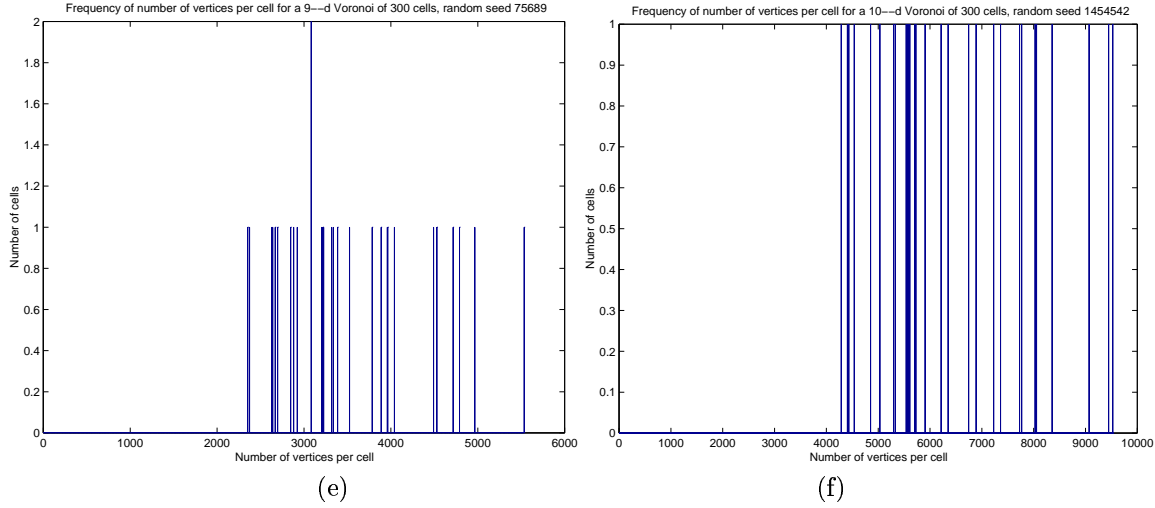 Frequency of number of vertices per cell for a 9−−d Voronoi of 300 cells, random seed 75689
2
1.8
1.6
1.4
1.2
1
0.8
0.6
0.4
0.2
0
Number of cells
0 1000 2000 3000 4000 5000 6000
Number of vertices per cell
(e)
Frequency of number of vertices per cell for a 10−−d Voronoi of 300 cells, random seed 1454542
1
0.9
0.8
0.7
0.6
0.5
0.4
0.3
0.2
0.1
0
Number of cells
0 1000 2000 3000 4000 5000 6000 7000 8000 9000 10000
Number of vertices per cell
(f)